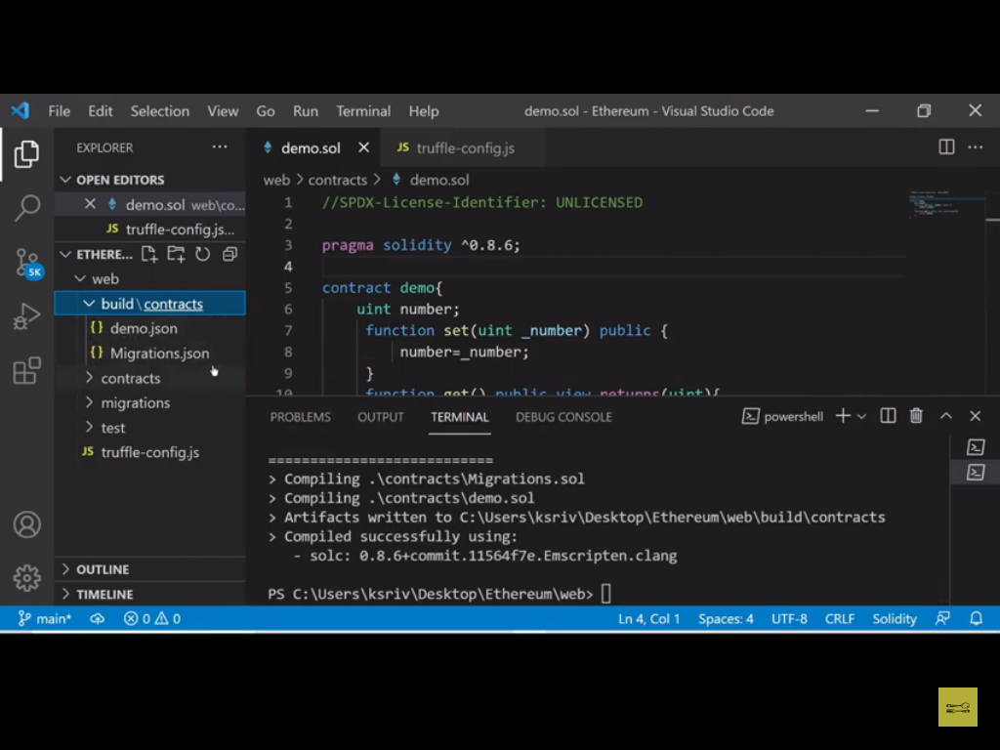 File Edit Selection View Go Run Terminal Help demo.sol - Ethereum - Visual Studio Code
EXPLORER ...
OPEN EDITORS
demo.sol web\co...
JS truffle-config.js...
ETHERE...
web
build \ contracts
{} demo.json
{} Migrations.json
contracts
migrations
test
JS truffle-config.js
OUTLINE
TIMELINE
5K
demo.sol JS truffle-config.js
web > contracts > demo.sol
1 //SPDX-License-Identifier: UNLICENSED
2
3 pragma solidity ^0.8.6;
4
5 contract demo{
6 uint number;
7 function set(uint _number) public {
8 number=_number;
9 }
10 function get() public view returns(uint){
PROBLEMS OUTPUT TERMINAL DEBUG CONSOLE powershell
===========================
> Compiling .\contracts\Migrations.sol
> Compiling .\contracts\demo.sol
> Artifacts written to C:\Users\ksriv\Desktop\Ethereum\web\build\contracts
> Compiled successfully using:
- solc: 0.8.6+commit.11564f7e.Emscripten.clang
PS C:\Users\ksriv\Desktop\Ethereum\web>
main* 0 0 Ln 4, Col 1 Spaces: 4 UTF-8 CRLF Solidity